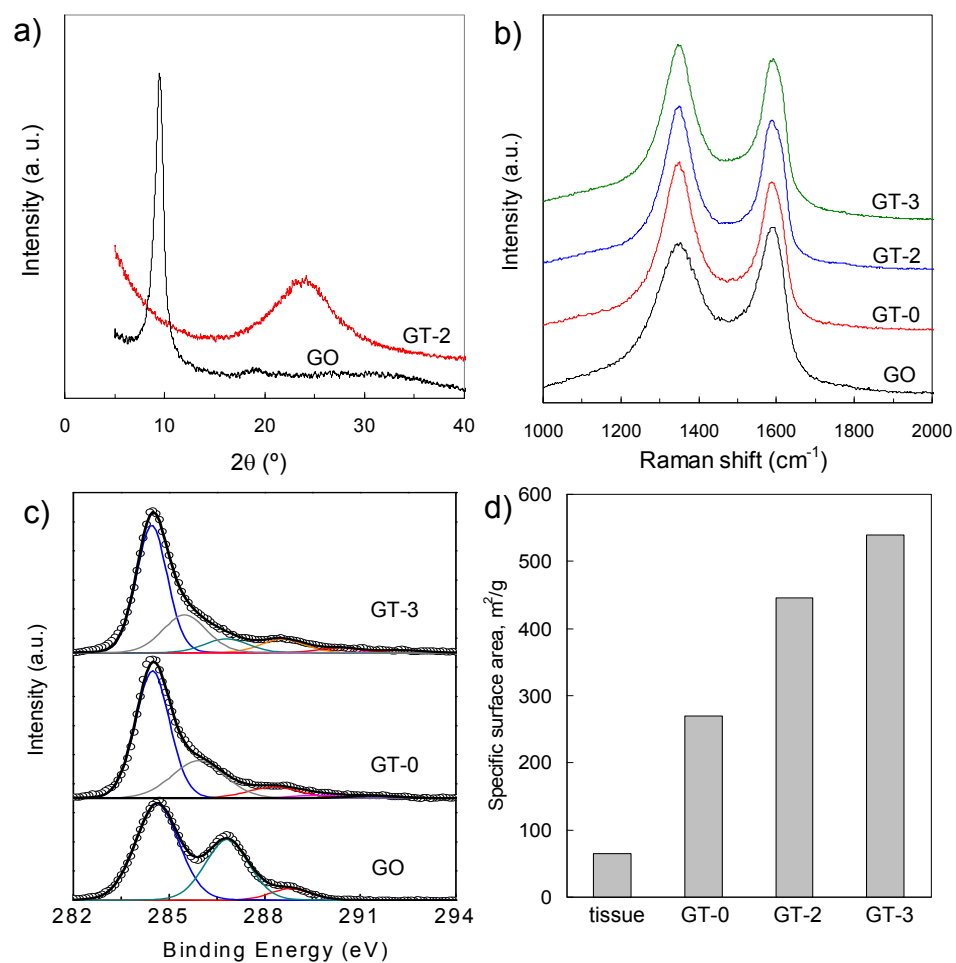 a)
Intensity (a. u.)
GT-2
GO
0 10 20 30 40
2θ (º)
b)
Intensity (a.u.)
GT-3
GT-2
GT-0
GO
1000 1200 1400 1600 1800 2000
Raman shift (cm⁻¹)
c)
Intensity (a.u.)
GT-3
GT-0
GO
282 285 288 291 294
Binding Energy (eV)
d)
Specific surface area, m²/g
600
500
400
300
200
100
0
tissue GT-0 GT-2 GT-3